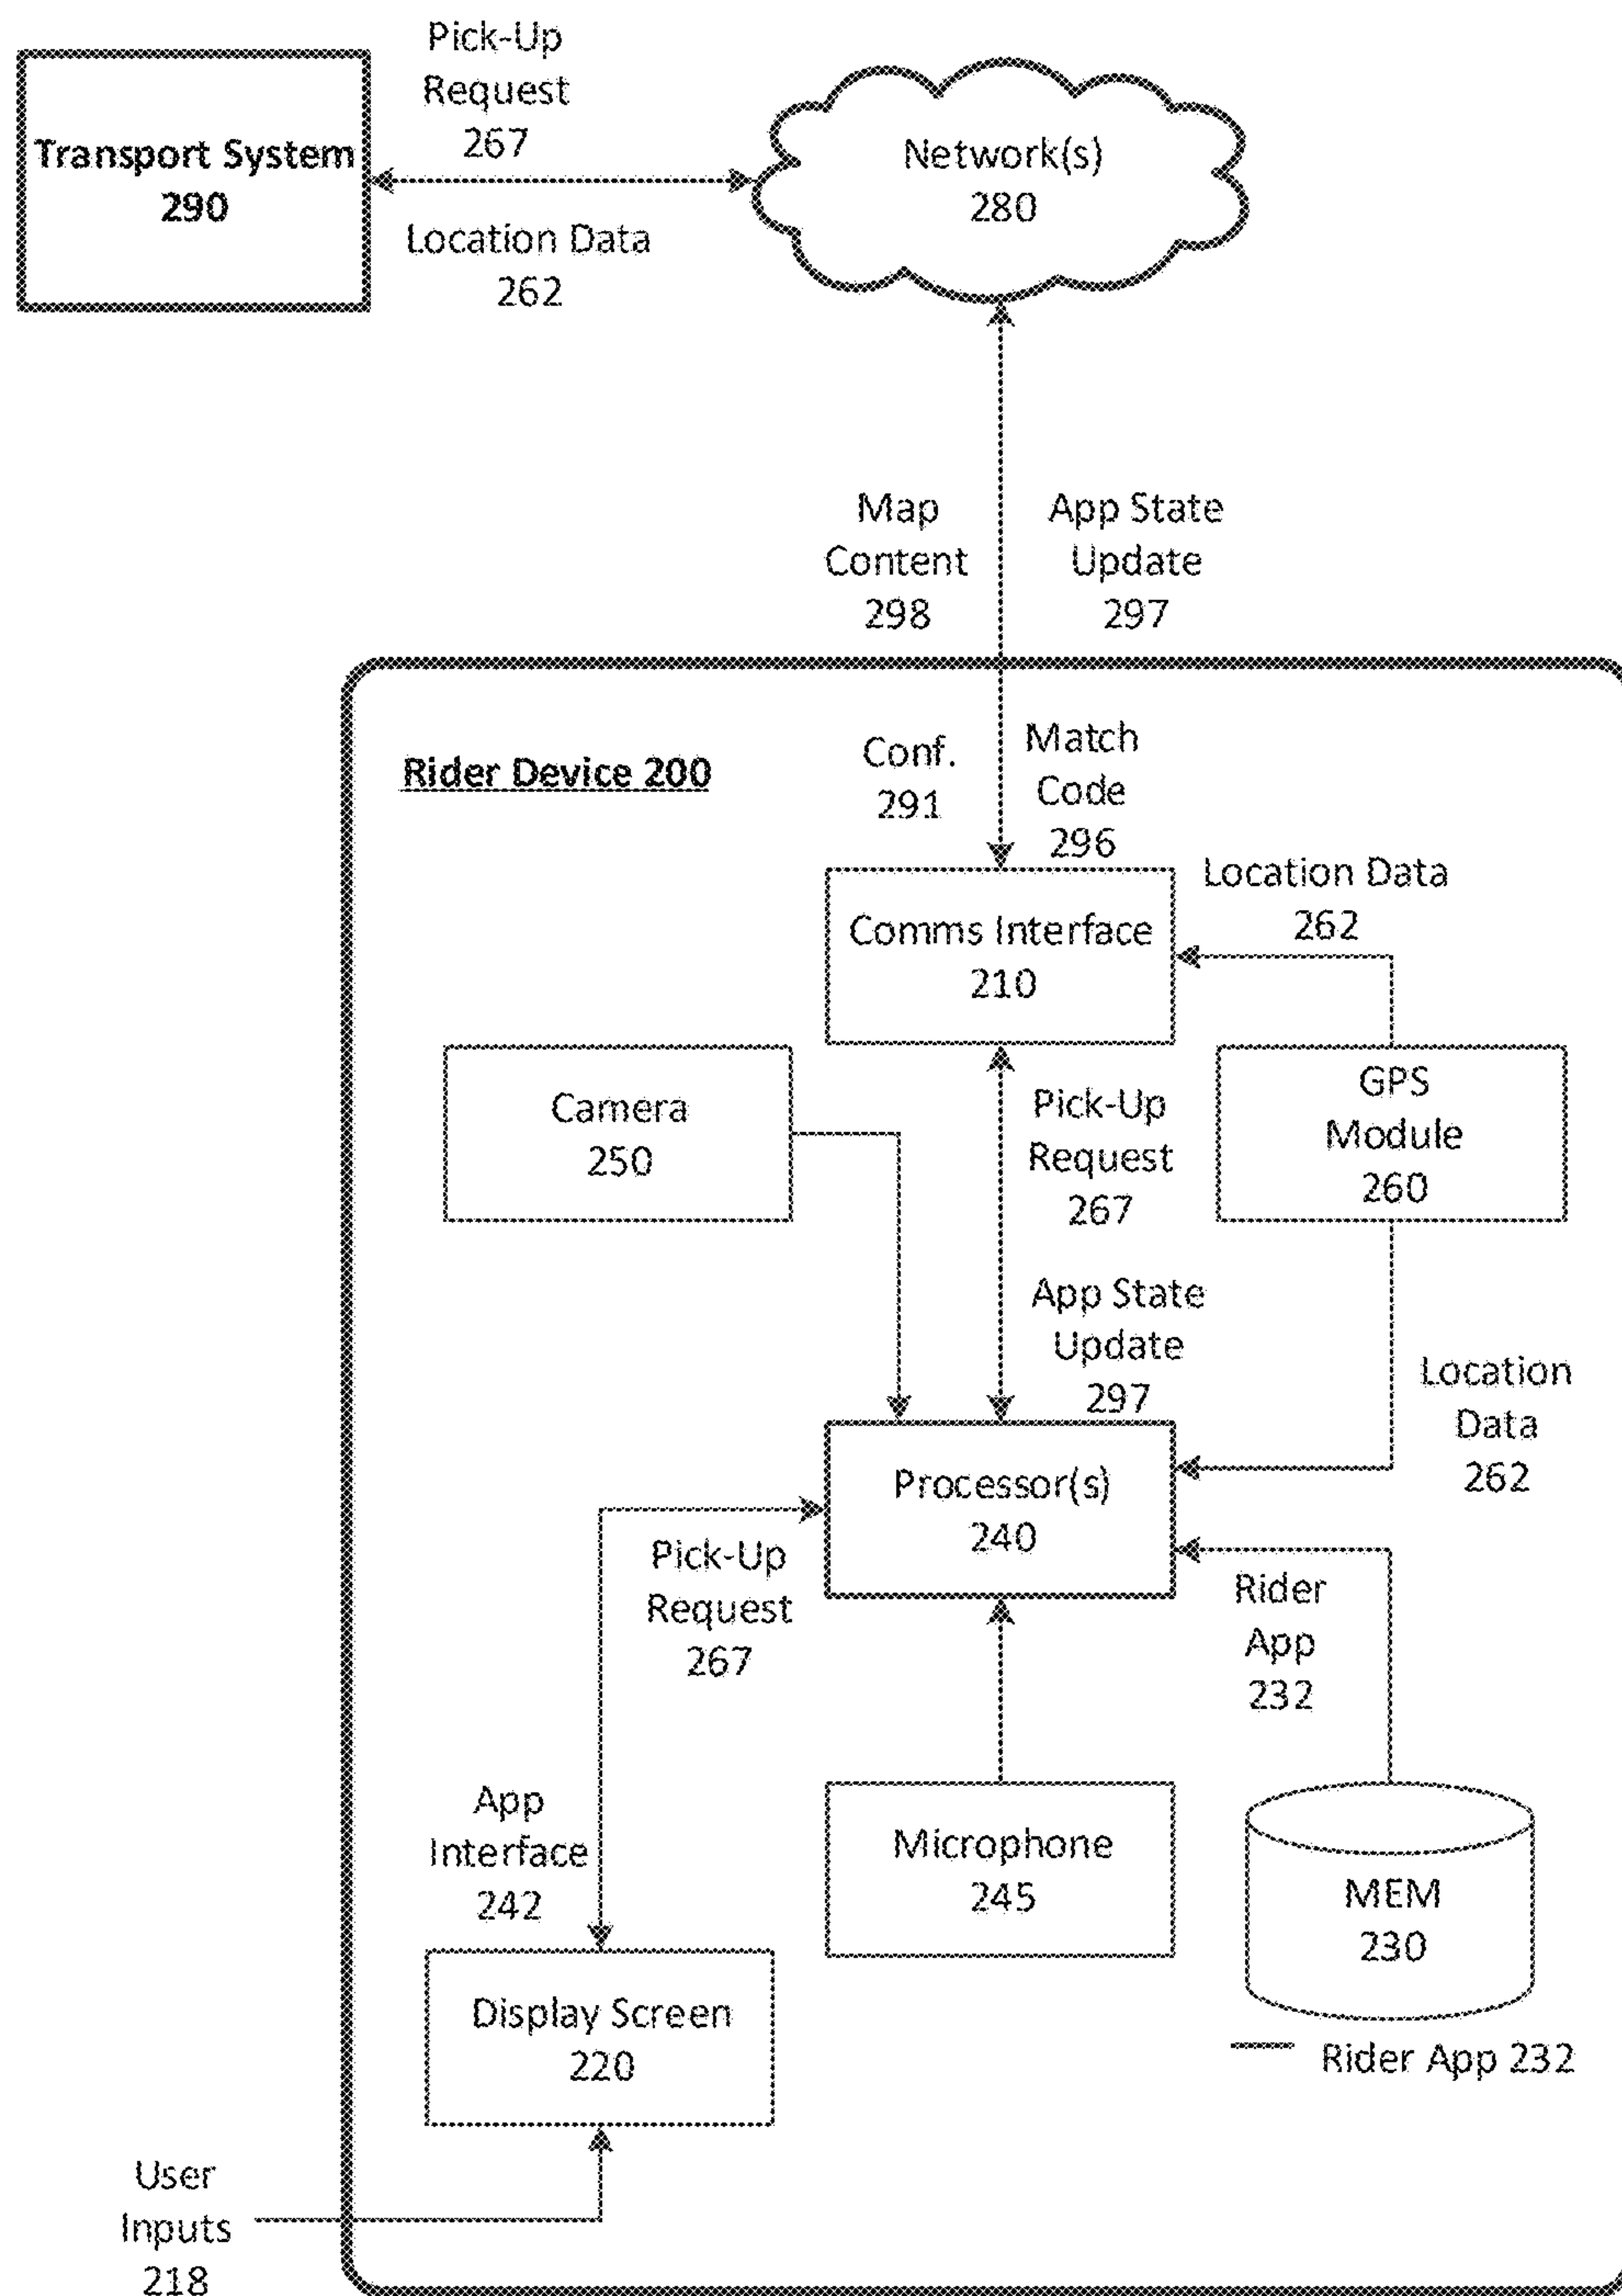 Pick-Up
Request
267
Transport System
290
Location Data
262
Network(s)
280
Map
Content
298
App State
Update
297
Rider Device 200
Conf.
291
Match
Code
296
Comms Interface
210
Location Data
262
Camera
250
Pick-Up
Request
267
GPS
Module
260
App State
Update
297
Location
Data
262
Processor(s)
240
Pick-Up
Request
267
Rider
App
232
App
Interface
242
Microphone
245
MEM
230
Rider App 232
Display Screen
220
User
Inputs
218